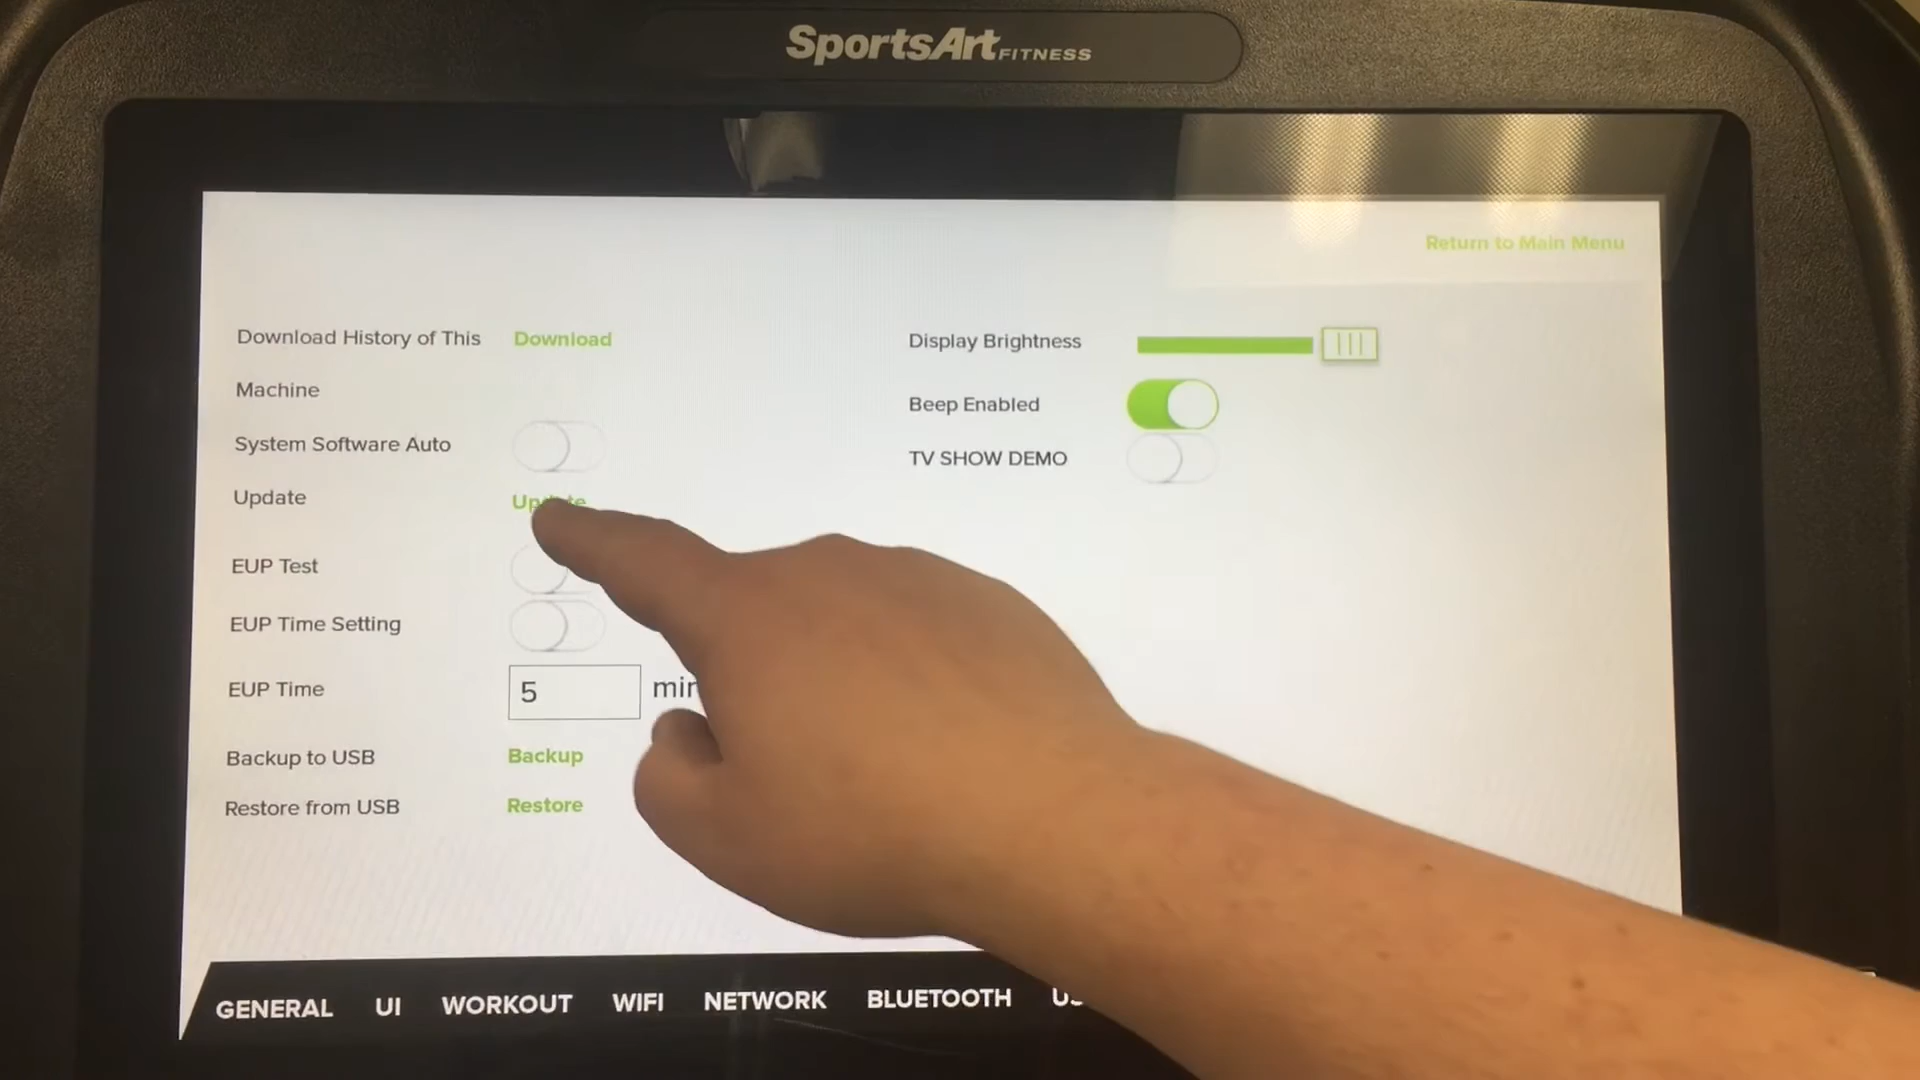 SportsArt FITNESS
Return to Main Menu
Download History of This Machine
Download
System Software Auto Update
Update
EUP Test
EUP Time Setting
EUP Time
5
Backup to USB
Backup
Restore from USB
Restore
Display Brightness
Beep Enabled
TV SHOW DEMO
GENERAL UI WORKOUT WIFI NETWORK BLUETOOTH